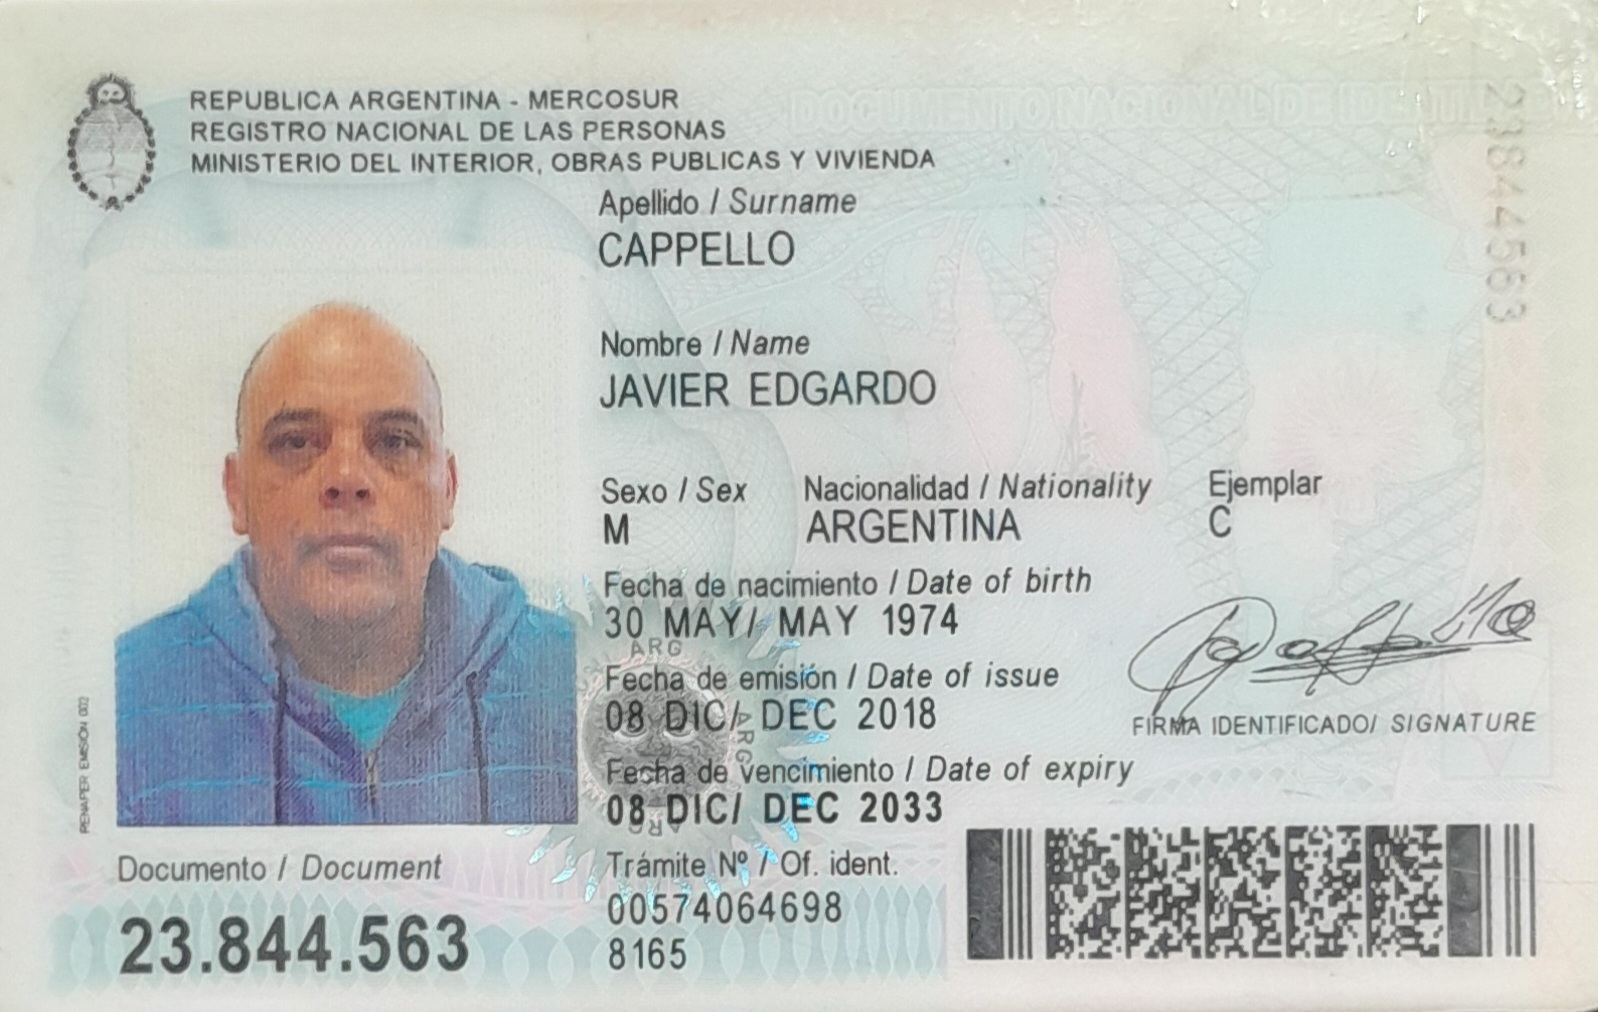 REPUBLICA ARGENTINA - MERCOSUR
REGISTRO NACIONAL DE LAS PERSONAS
MINISTERIO DEL INTERIOR, OBRAS PUBLICAS Y VIVIENDA
DOCUMENTO NACIONAL DE
23844563
Apellido / Surname
CAPPELLO
Nombre / Name
JAVIER EDGARDO
Sexo / Sex Nacionalidad / Nationality Ejemplar
M ARGENTINA C
Fecha de nacimiento / Date of birth
30 MAY/ MAY 1974
ARG
Fecha de emisión / Date of issue
08 DIC/ DEC 2018
ARG
FIRMA IDENTIFICADO/ SIGNATURE
Fecha de vencimiento / Date of expiry
08 DIC/ DEC 2033
ARG
RENAPER EMISIÓN 002
Documento / Document
23.844.563
Trámite Nº / Of. ident.
00574064698
8165